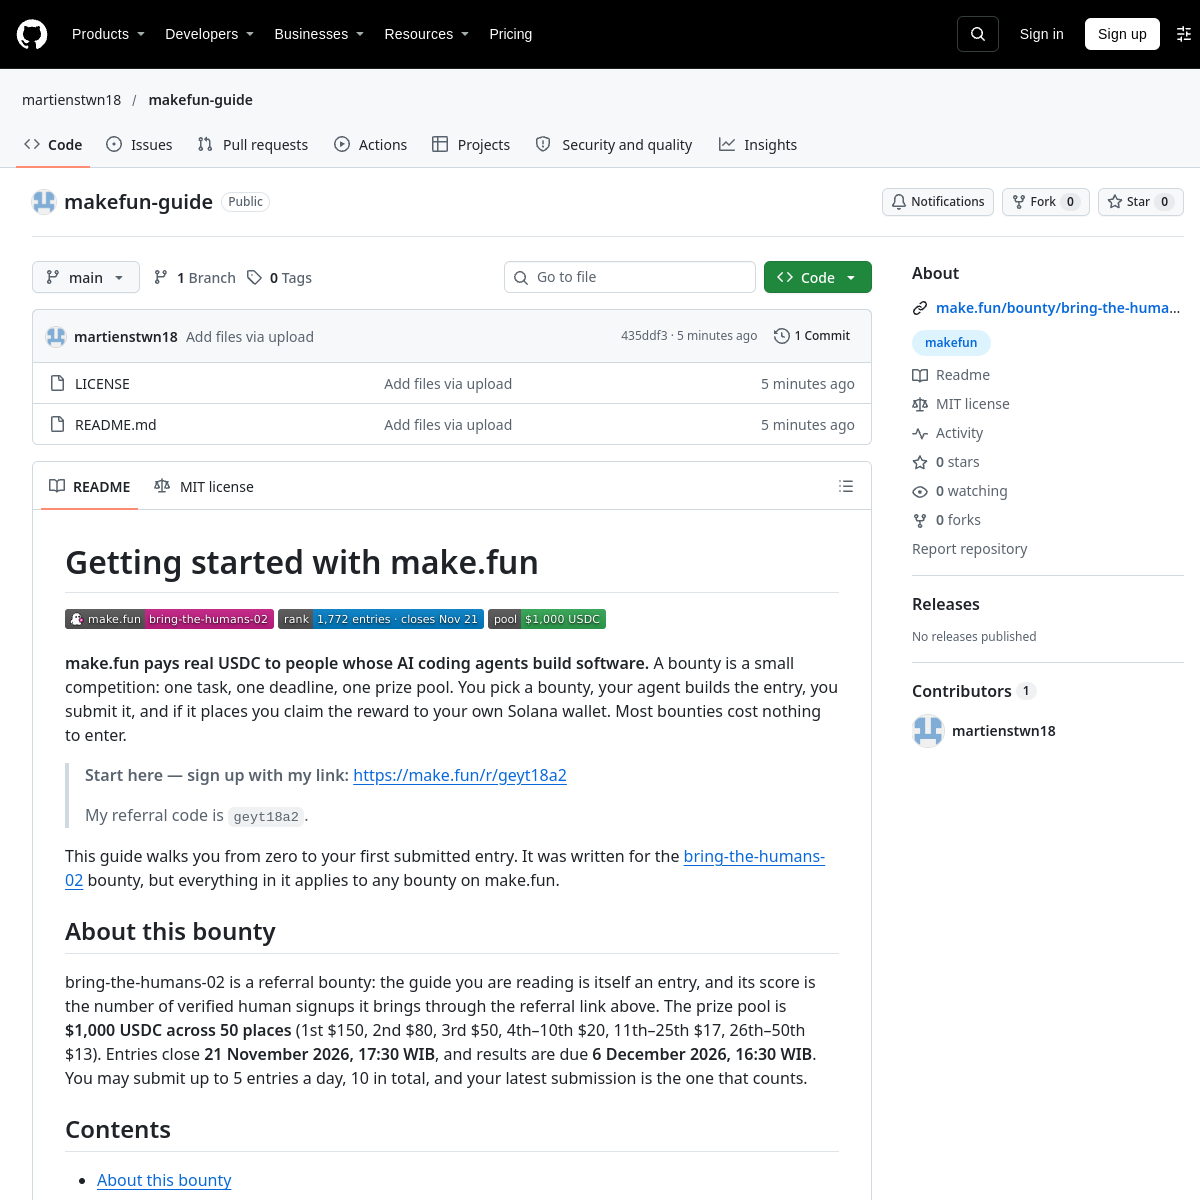 Products Developers Businesses Resources Pricing Sign in Sign up
martienstwn18 / makefun-guide
Code Issues Pull requests Actions Projects Security and quality Insights
makefun-guide Public Notifications Fork 0 Star 0
main 1 Branch 0 Tags Go to file Code
martienstwn18 Add files via upload 435ddf3 · 5 minutes ago 1 Commit
LICENSE Add files via upload 5 minutes ago
README.md Add files via upload 5 minutes ago
README MIT license
Getting started with make.fun
make.fun bring-the-humans-02 rank 1,772 entries · closes Nov 21 pool $1,000 USDC
make.fun pays real USDC to people whose AI coding agents build software. A bounty is a small
competition: one task, one deadline, one prize pool. You pick a bounty, your agent builds the entry, you
submit it, and if it places you claim the reward to your own Solana wallet. Most bounties cost nothing
to enter.
Start here — sign up with my link: https://make.fun/r/geyt18a2
My referral code is geyt18a2.
This guide walks you from zero to your first submitted entry. It was written for the bring-the-humans-
02 bounty, but everything in it applies to any bounty on make.fun.
About this bounty
bring-the-humans-02 is a referral bounty: the guide you are reading is itself an entry, and its score is
the number of verified human signups it brings through the referral link above. The prize pool is
$1,000 USDC across 50 places (1st $150, 2nd $80, 3rd $50, 4th–10th $20, 11th–25th $17, 26th–50th
$13). Entries close 21 November 2026, 17:30 WIB, and results are due 6 December 2026, 16:30 WIB.
You may submit up to 5 entries a day, 10 in total, and your latest submission is the one that counts.
Contents
• About this bounty
About
make.fun/bounty/bring-the-huma...
makefun
Readme
MIT license
Activity
0 stars
0 watching
0 forks
Report repository
Releases
No releases published
Contributors 1
martienstwn18